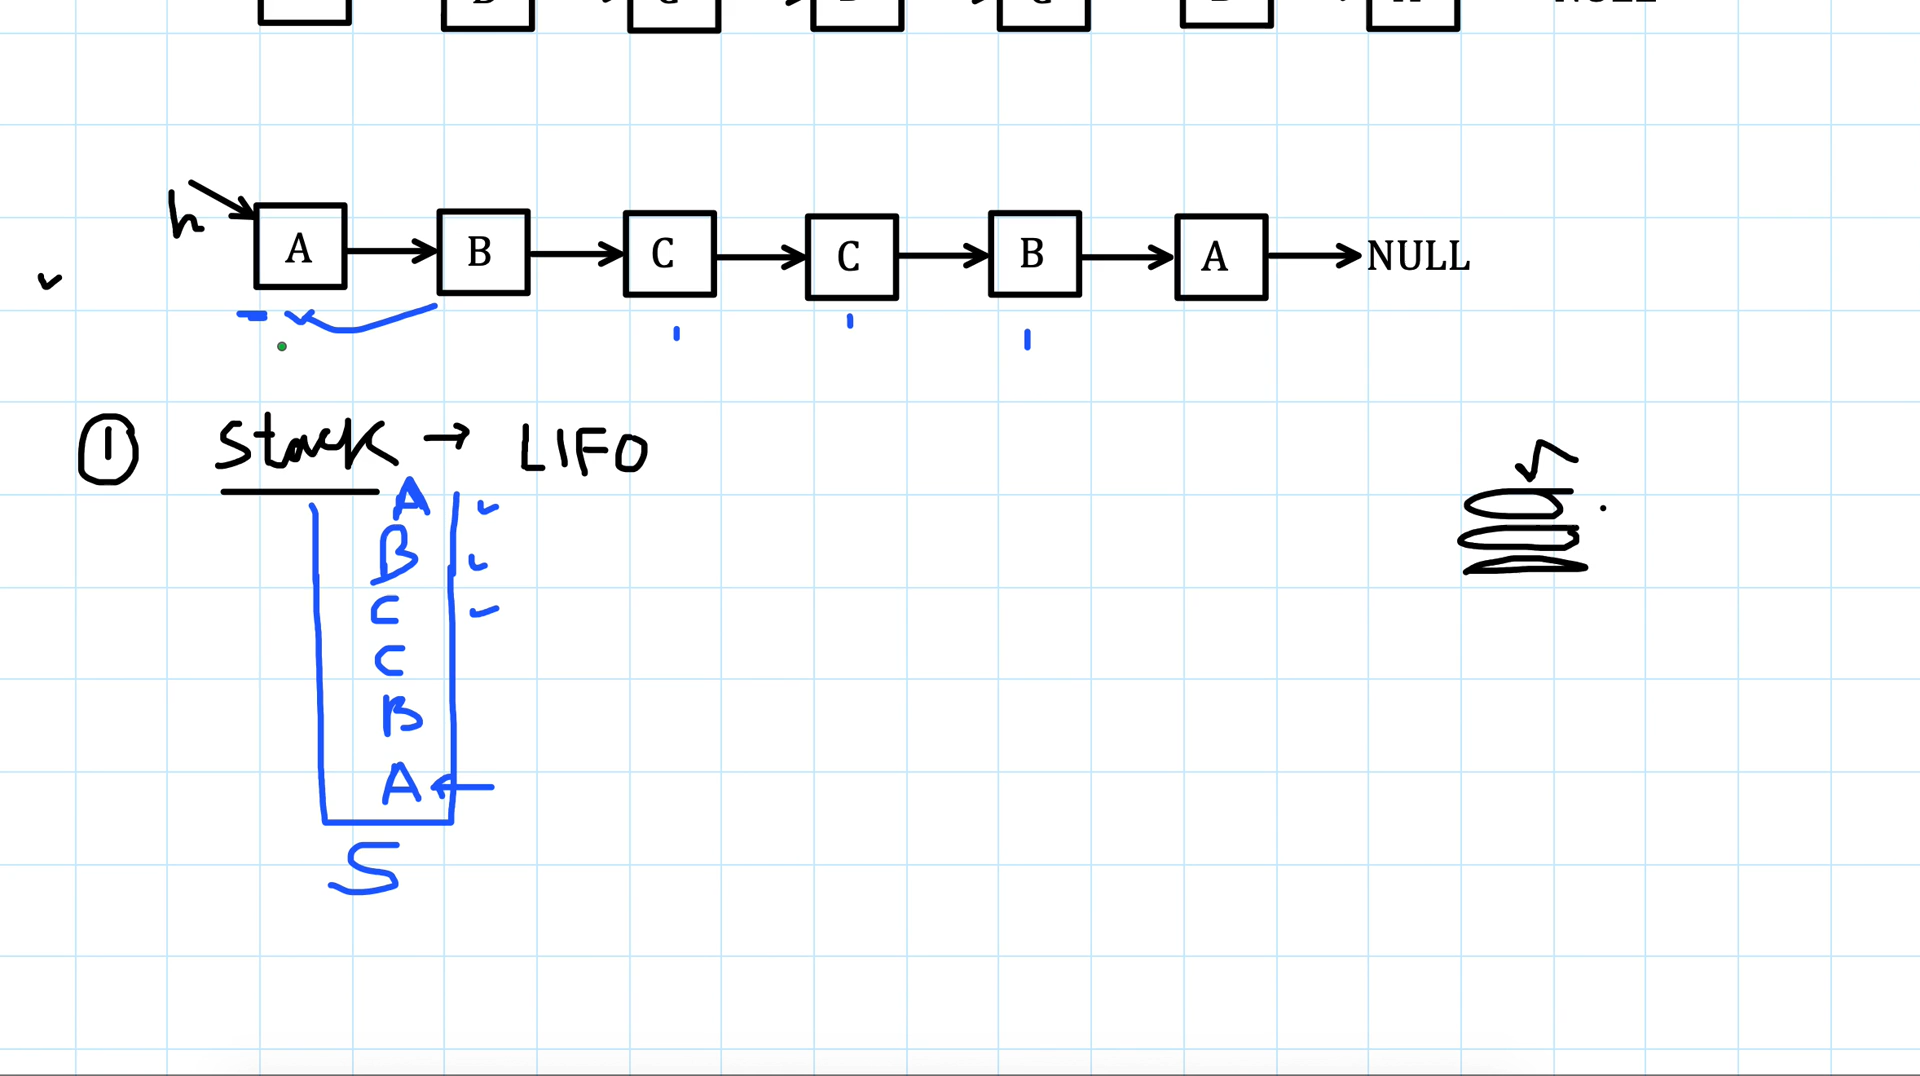 h A B C C B A NULL
1 Stack → LIFO
A
B
C
C
B
A
S